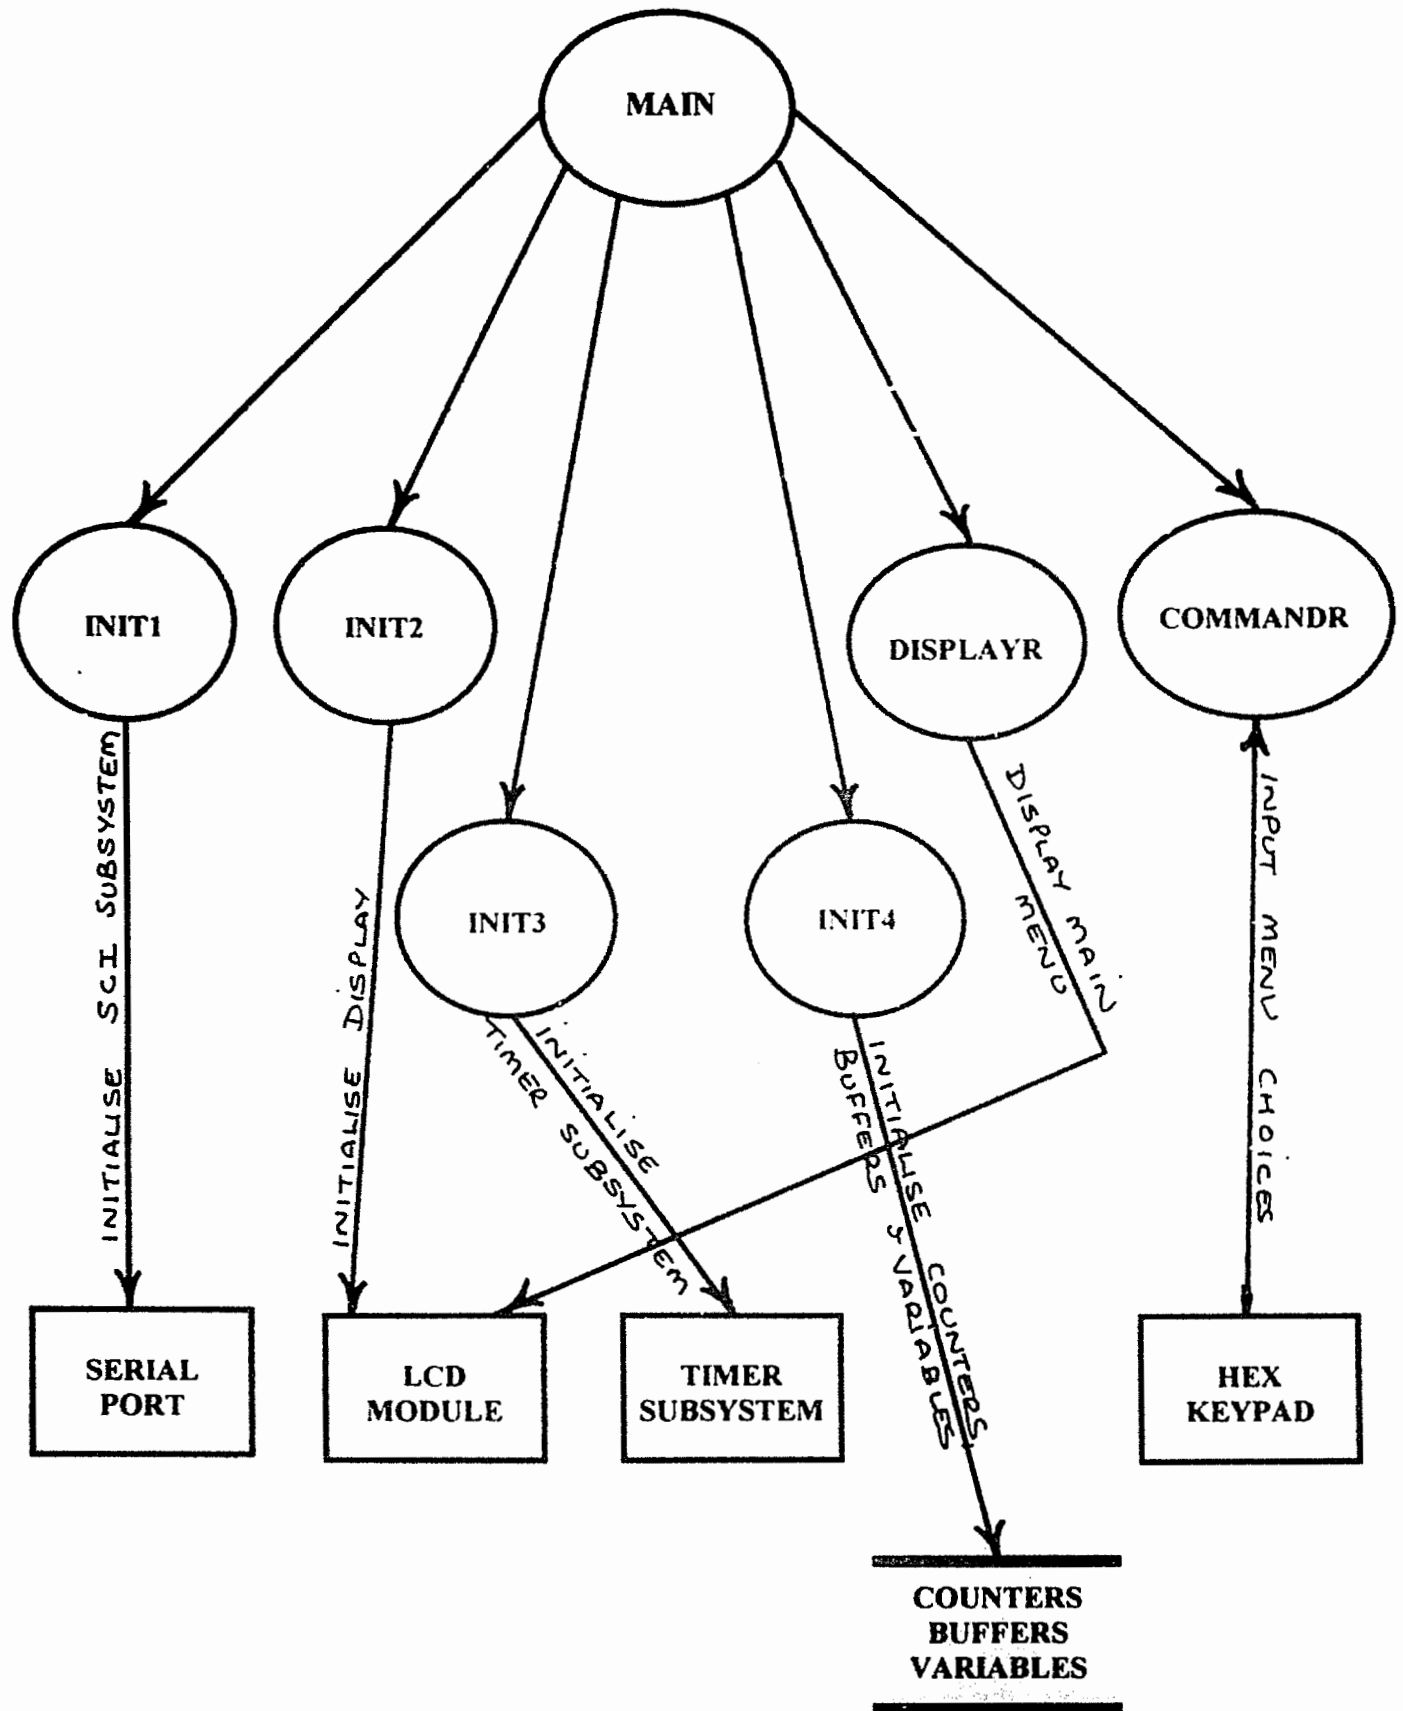 MAIN
INIT1
INIT2
DISPLAYR
COMMANDR
INIT3
INIT4
INITIALISE SCI SUBSYSTEM
INITIALISE DISPLAY
INITIALISE
TIMER SUBSYSTEM
INITIALISE COUNTERS,
BUFFERS & VARIABLES
DISPLAY MAIN
MENU
INPUT MENU CHOICES
SERIAL
PORT
LCD
MODULE
TIMER
SUBSYSTEM
HEX
KEYPAD
COUNTERS
BUFFERS
VARIABLES